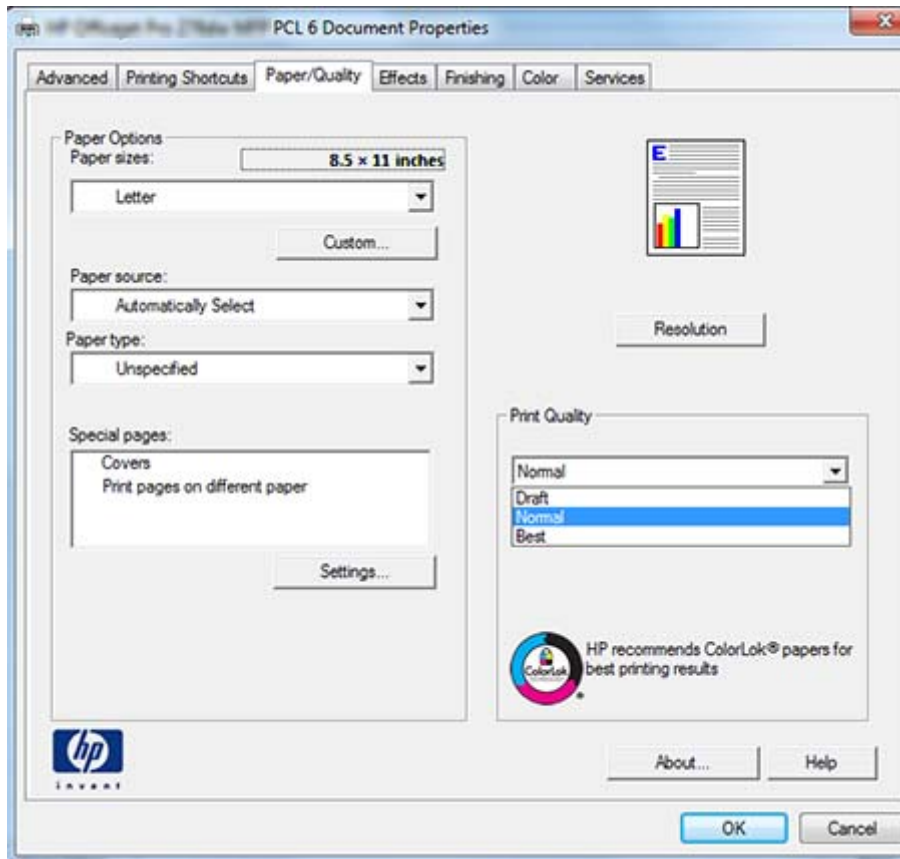 PCL 6 Document Properties
Advanced Printing Shortcuts Paper/Quality Effects Finishing Color Services
Paper Options
Paper sizes: 8.5 × 11 inches
Letter
Custom...
Paper source:
Automatically Select
Paper type:
Unspecified
Special pages:
Covers
Print pages on different paper
Settings...
E
Resolution
Print Quality
Normal
Draft
Normal
Best
ColorLok
HP recommends ColorLok® papers for
best printing results
hp
invent
About... Help
OK Cancel